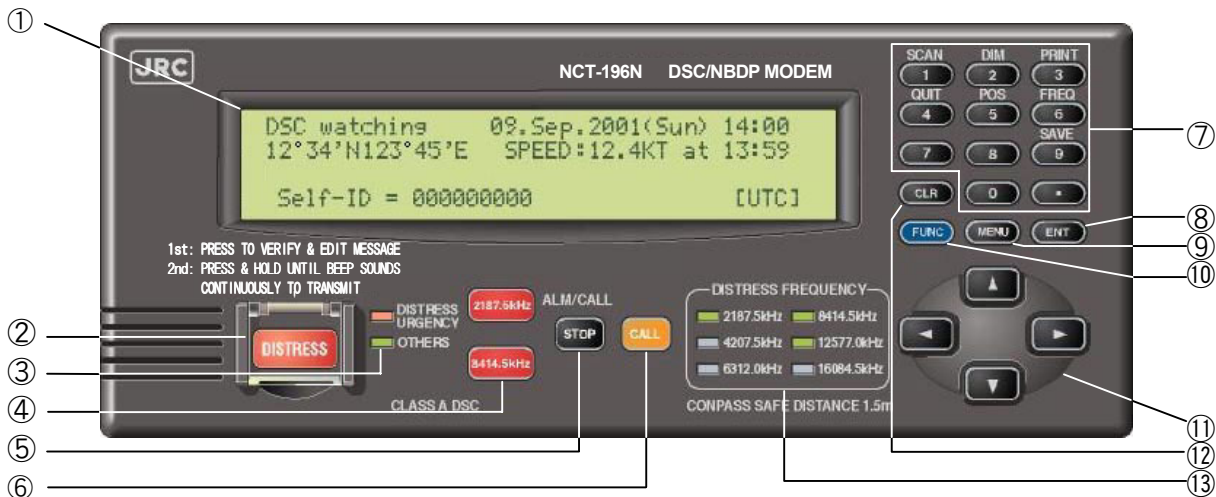 ①
JRC
NCT-196N DSC/NBDP MODEM
DSC watching 09.Sep.2001(Sun) 14:00
12°34'N123°45'E SPEED:12.4KT at 13:59
Self-ID = 000000000 [UTC]
1st: PRESS TO VERIFY & EDIT MESSAGE
2nd: PRESS & HOLD UNTIL BEEP SOUNDS
CONTINUOUSLY TO TRANSMIT
②
DISTRESS
③
DISTRESS
URGENCY
OTHERS
④
2187.5kHz
8414.5kHz
CLASS A DSC
ALM/CALL
STOP
⑤
CALL
⑥
DISTRESS FREQUENCY
2187.5kHz 8414.5kHz
4207.5kHz 12577.0kHz
6312.0kHz 16084.5kHz
CONPASS SAFE DISTANCE 1.5m
SCAN DIM PRINT
1 2 3
QUIT POS FREQ
4 5 6
SAVE
7 8 9
CLR 0 •
FUNC MENU ENT
⑦
⑧
⑨
⑩
▲
◄ ►
▼
⑪
⑫
⑬